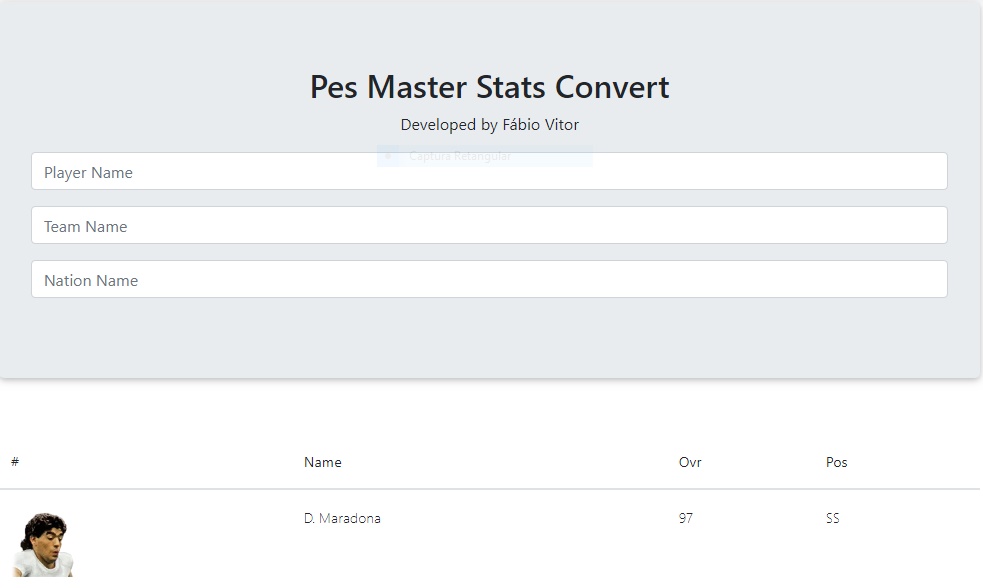 Pes Master Stats Convert
Developed by Fábio Vitor
Captura Retangular
Player Name
Team Name
Nation Name
# Name Ovr Pos
D. Maradona 97 SS